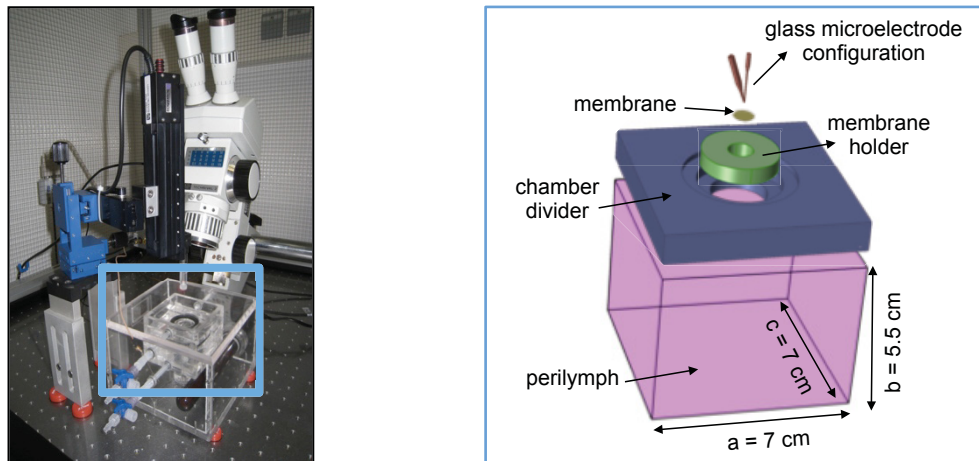 glass microelectrode
configuration
membrane
membrane
holder
chamber
divider
perilymph
c = 7 cm
b = 5.5 cm
a = 7 cm